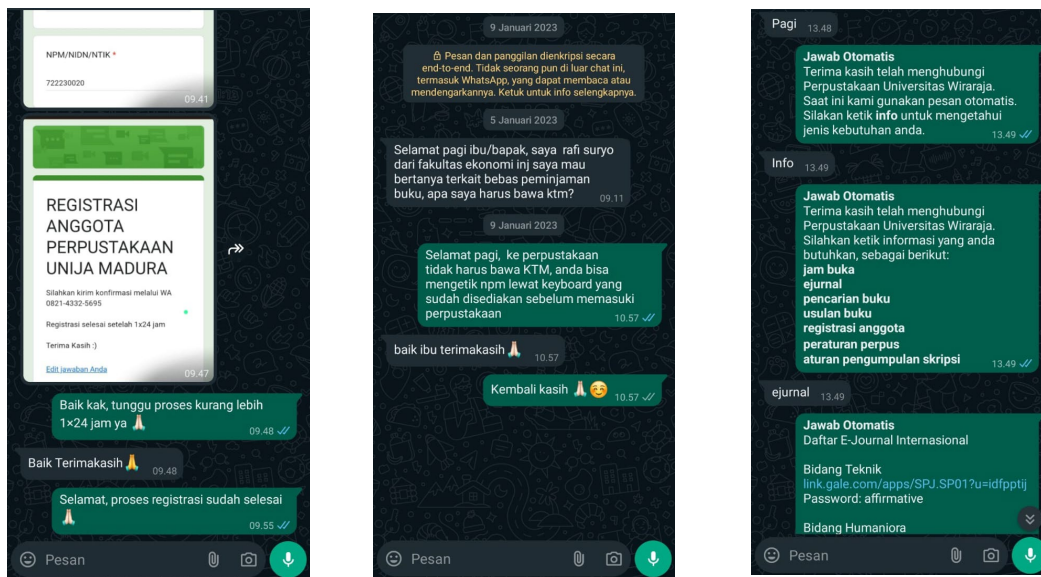 NPM/NIDN/NTIK *
722230020
09.41
REGISTRASI
ANGGOTA
PERPUSTAKAAN
UNIJA MADURA
Silahkan kirim konfirmasi melalui WA
0821-4332-5695
Registrasi selesai setelah 1x24 jam
Terima Kasih :)
Edit jawaban Anda
09.47
Baik kak, tunggu proses kurang lebih
1×24 jam ya 🙏🏻
09.48
Baik Terimakasih🙏
09.48
Selamat, proses registrasi sudah selesai
🙏🏻
09.55
Pesan
9 Januari 2023
Pesan dan panggilan dienkripsi secara
end-to-end. Tidak seorang pun di luar chat ini,
termasuk WhatsApp, yang dapat membaca atau
mendengarkannya. Ketuk untuk info selengkapnya.
5 Januari 2023
Selamat pagi ibu/bapak, saya rafi suryo
dari fakultas ekonomi inj saya mau
bertanya terkait bebas peminjaman
buku, apa saya harus bawa ktm?
09.11
9 Januari 2023
Selamat pagi, ke perpustakaan
tidak harus bawa KTM, anda bisa
mengetik npm lewat keyboard yang
sudah disediakan sebelum memasuki
perpustakaan
10.57
baik ibu terimakasih🙏🏻
10.57
Kembali kasih 🙏🏻☺️
10.57
Pesan
Pagi
13.48
Jawab Otomatis
Terima kasih telah menghubungi
Perpustakaan Universitas Wiraraja.
Saat ini kami gunakan pesan otomatis.
Silakan ketik info untuk mengetahui
jenis kebutuhan anda.
13.49
Info
13.49
Jawab Otomatis
Terima kasih telah menghubungi
Perpustakaan Universitas Wiraraja.
Silahkan ketik informasi yang anda
butuhkan, sebagai berikut:
jam buka
ejurnal
pencarian buku
usulan buku
registrasi anggota
peraturan perpus
aturan pengumpulan skripsi
13.49
ejurnal
13.49
Jawab Otomatis
Daftar E-Journal Internasional
Bidang Teknik
link.gale.com/apps/SPJ.SP01?u=idfpptij
Password: affirmative
Bidang Humaniora
Pesan